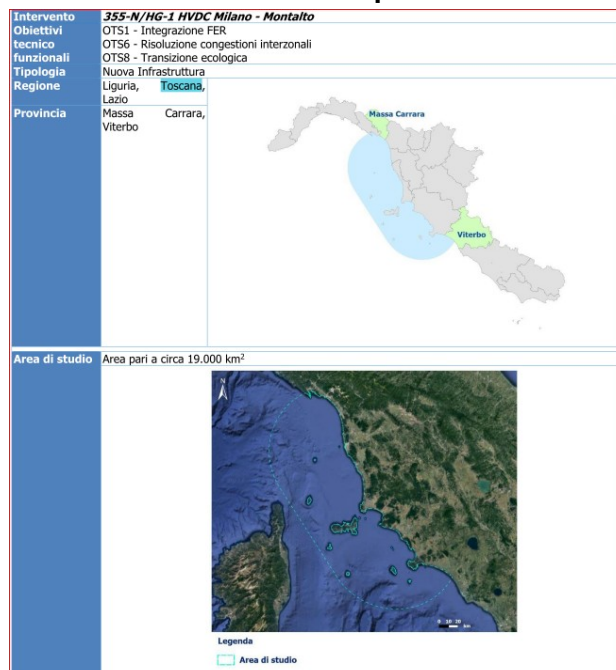 Intervento 355-N/HG-1 HVDC Milano - Montalto
Obiettivi tecnico funzionali OTS1 - Integrazione FER
OTS6 - Risoluzione congestioni interzonali
OTS8 - Transizione ecologica
Tipologia Nuova Infrastruttura
Regione Liguria, Toscana,
Lazio
Provincia Massa Carrara,
Viterbo
Massa Carrara
Viterbo
Area di studio Area pari a circa 19.000 km²
N
km
Legenda
Area di studio